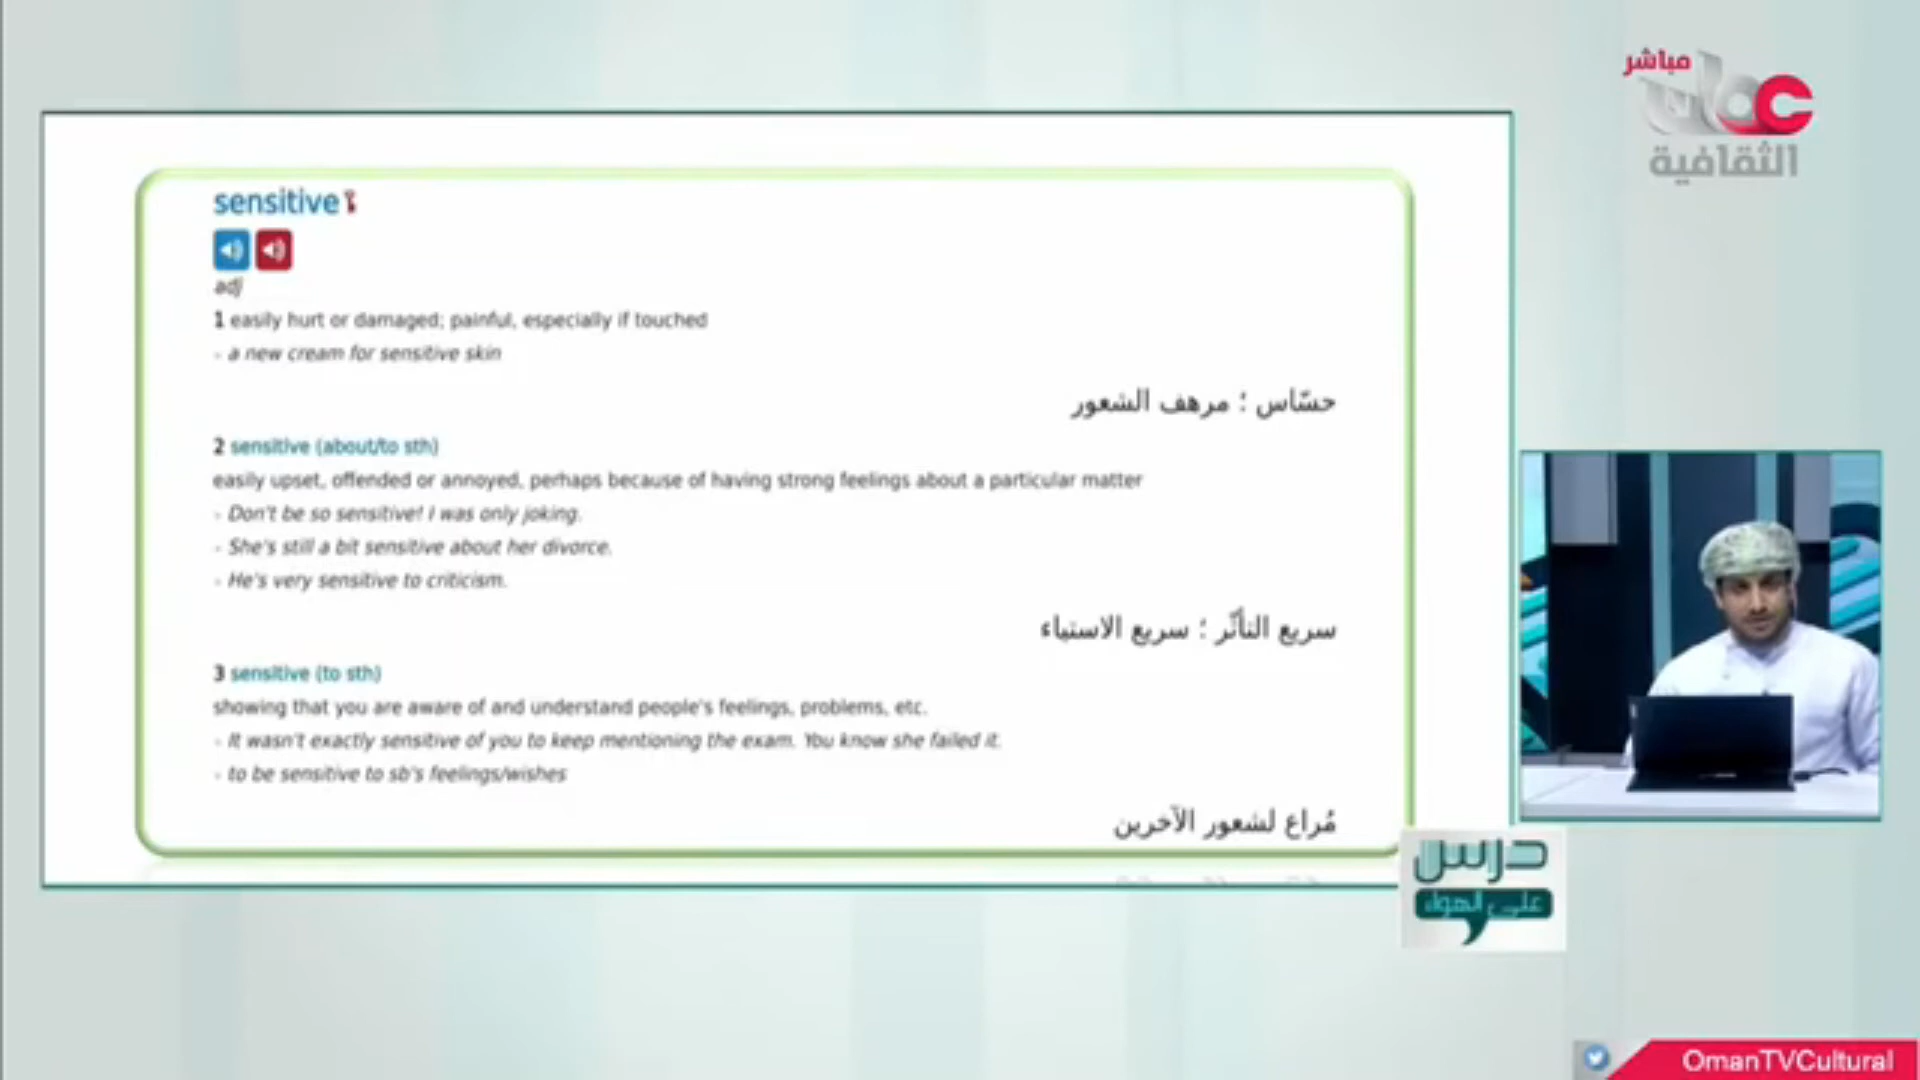 مباشر
عمان
الثقافية
sensitive
adj
1 easily hurt or damaged; painful, especially if touched
- a new cream for sensitive skin
حسّاس ؛ مرهف الشعور
2 sensitive (about/to sth)
easily upset, offended or annoyed, perhaps because of having strong feelings about a particular matter
- Don't be so sensitive! I was only joking.
- She's still a bit sensitive about her divorce.
- He's very sensitive to criticism.
سريع التأثّر ؛ سريع الاستياء
3 sensitive (to sth)
showing that you are aware of and understand people's feelings, problems, etc.
- It wasn't exactly sensitive of you to keep mentioning the exam. You know she failed it.
- to be sensitive to sb's feelings/wishes
مُراع لشعور الآخرين
درس
على الهواء
OmanTVCultural